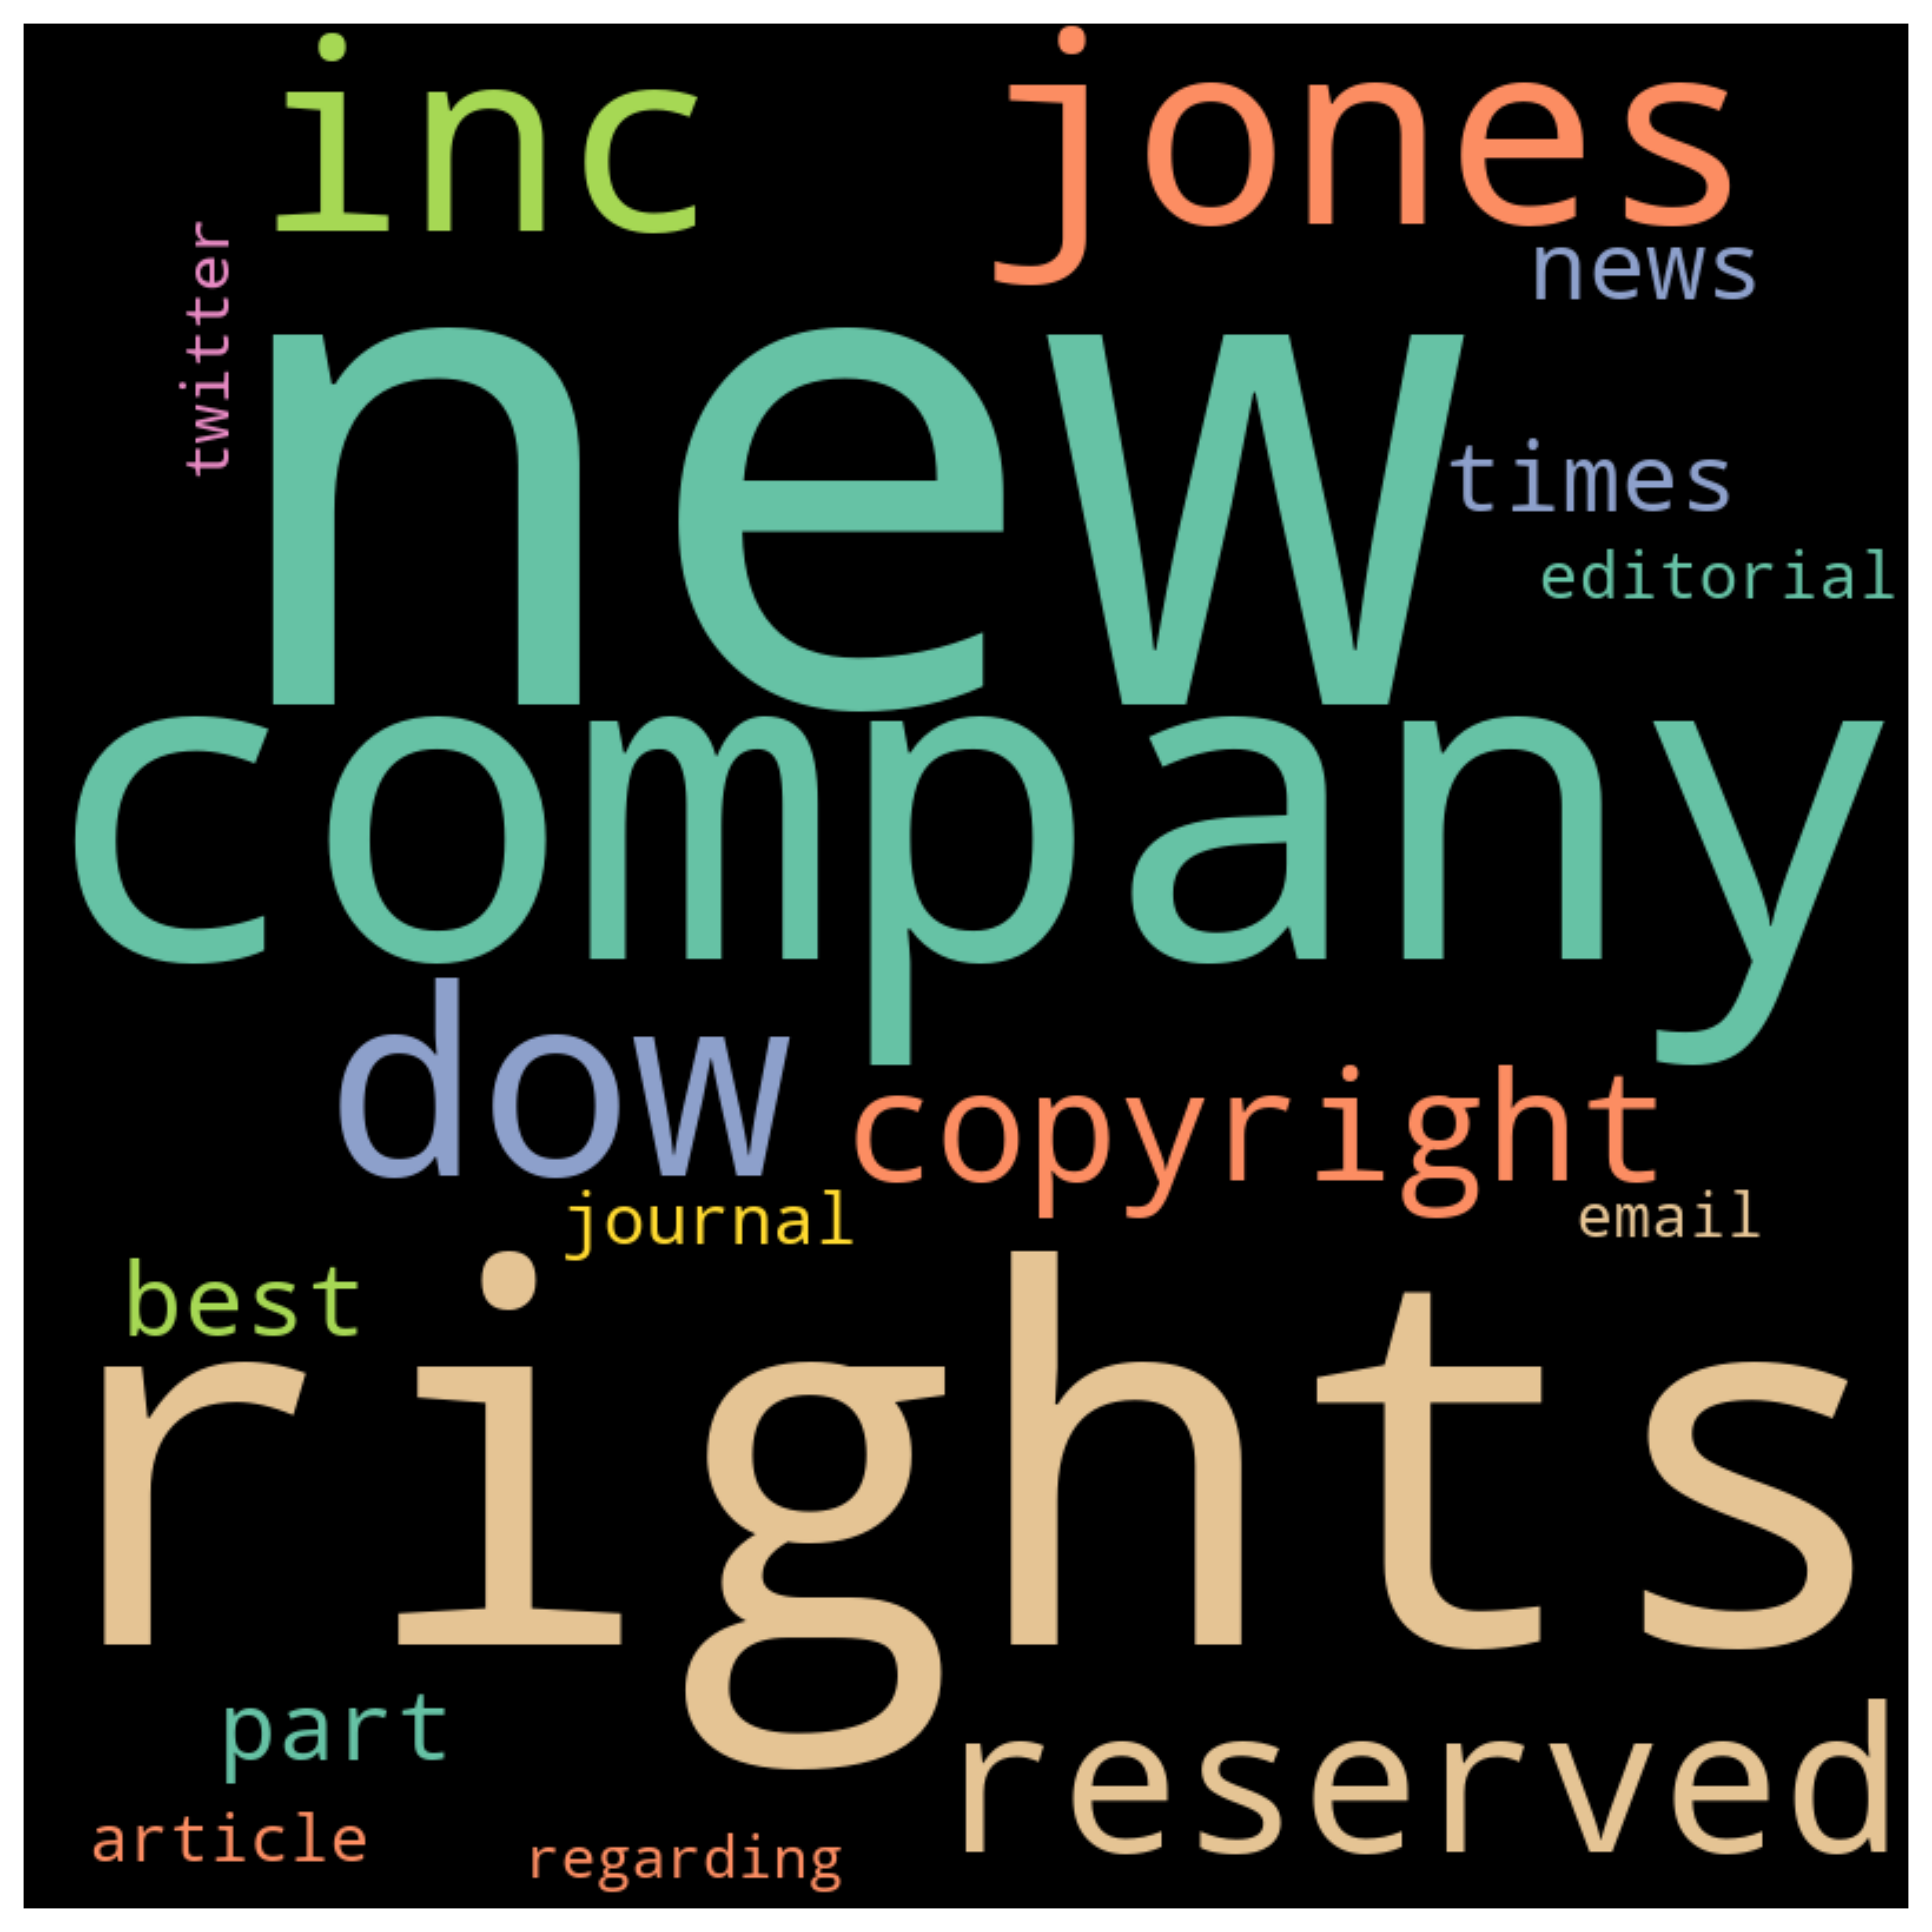 inc
jones
news
twitter
new
times
editorial
company
dow
copyright
journal
email
best
rights
part
reserved
article
regarding